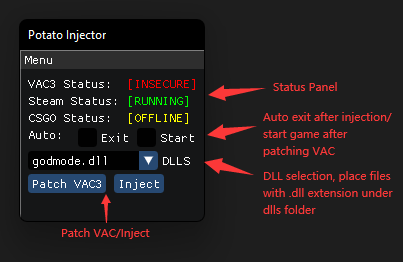 Potato Injector
Menu
VAC3 Status: [INSECURE]
Steam Status: [RUNNING]
CSGO Status: [OFFLINE]
Auto: Exit Start
godmode.dll DLLS
Patch VAC3 Inject
Status Panel
Auto exit after injection/
start game after
patching VAC
DLL selection, place files
with .dll extension under
dlls folder
Patch VAC/Inject